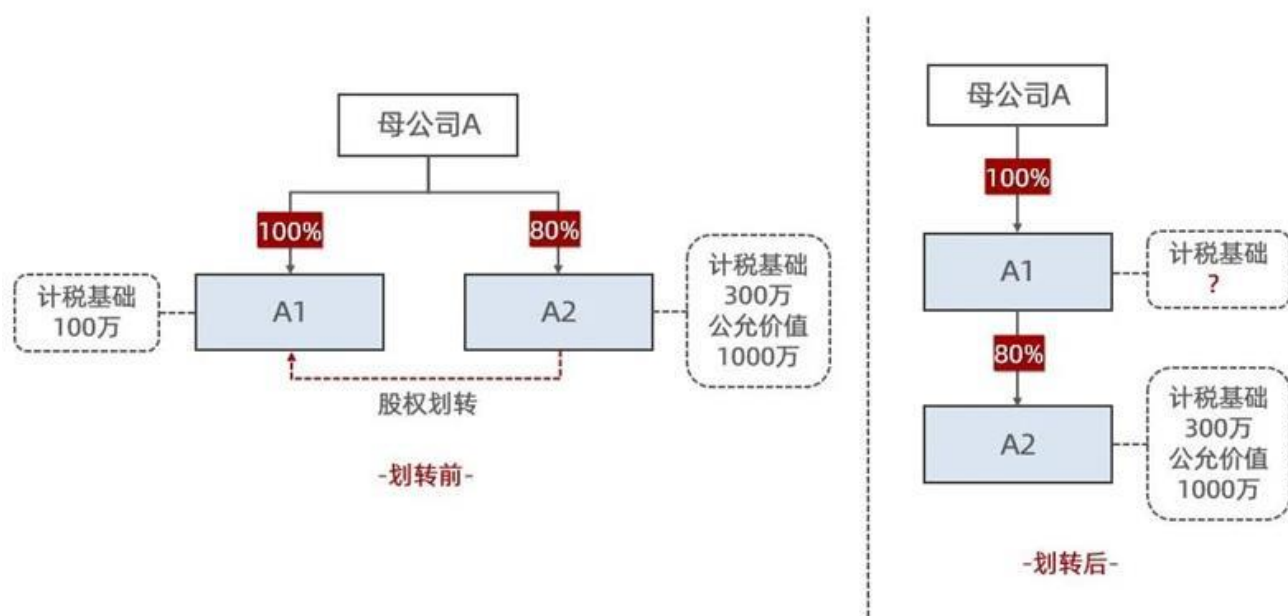 母公司A
100%
80%
计税基础
100万
A1
A2
计税基础
300万
公允价值
1000万
股权划转
-划转前-
母公司A
100%
A1
计税基础
?
80%
A2
计税基础
300万
公允价值
1000万
-划转后-